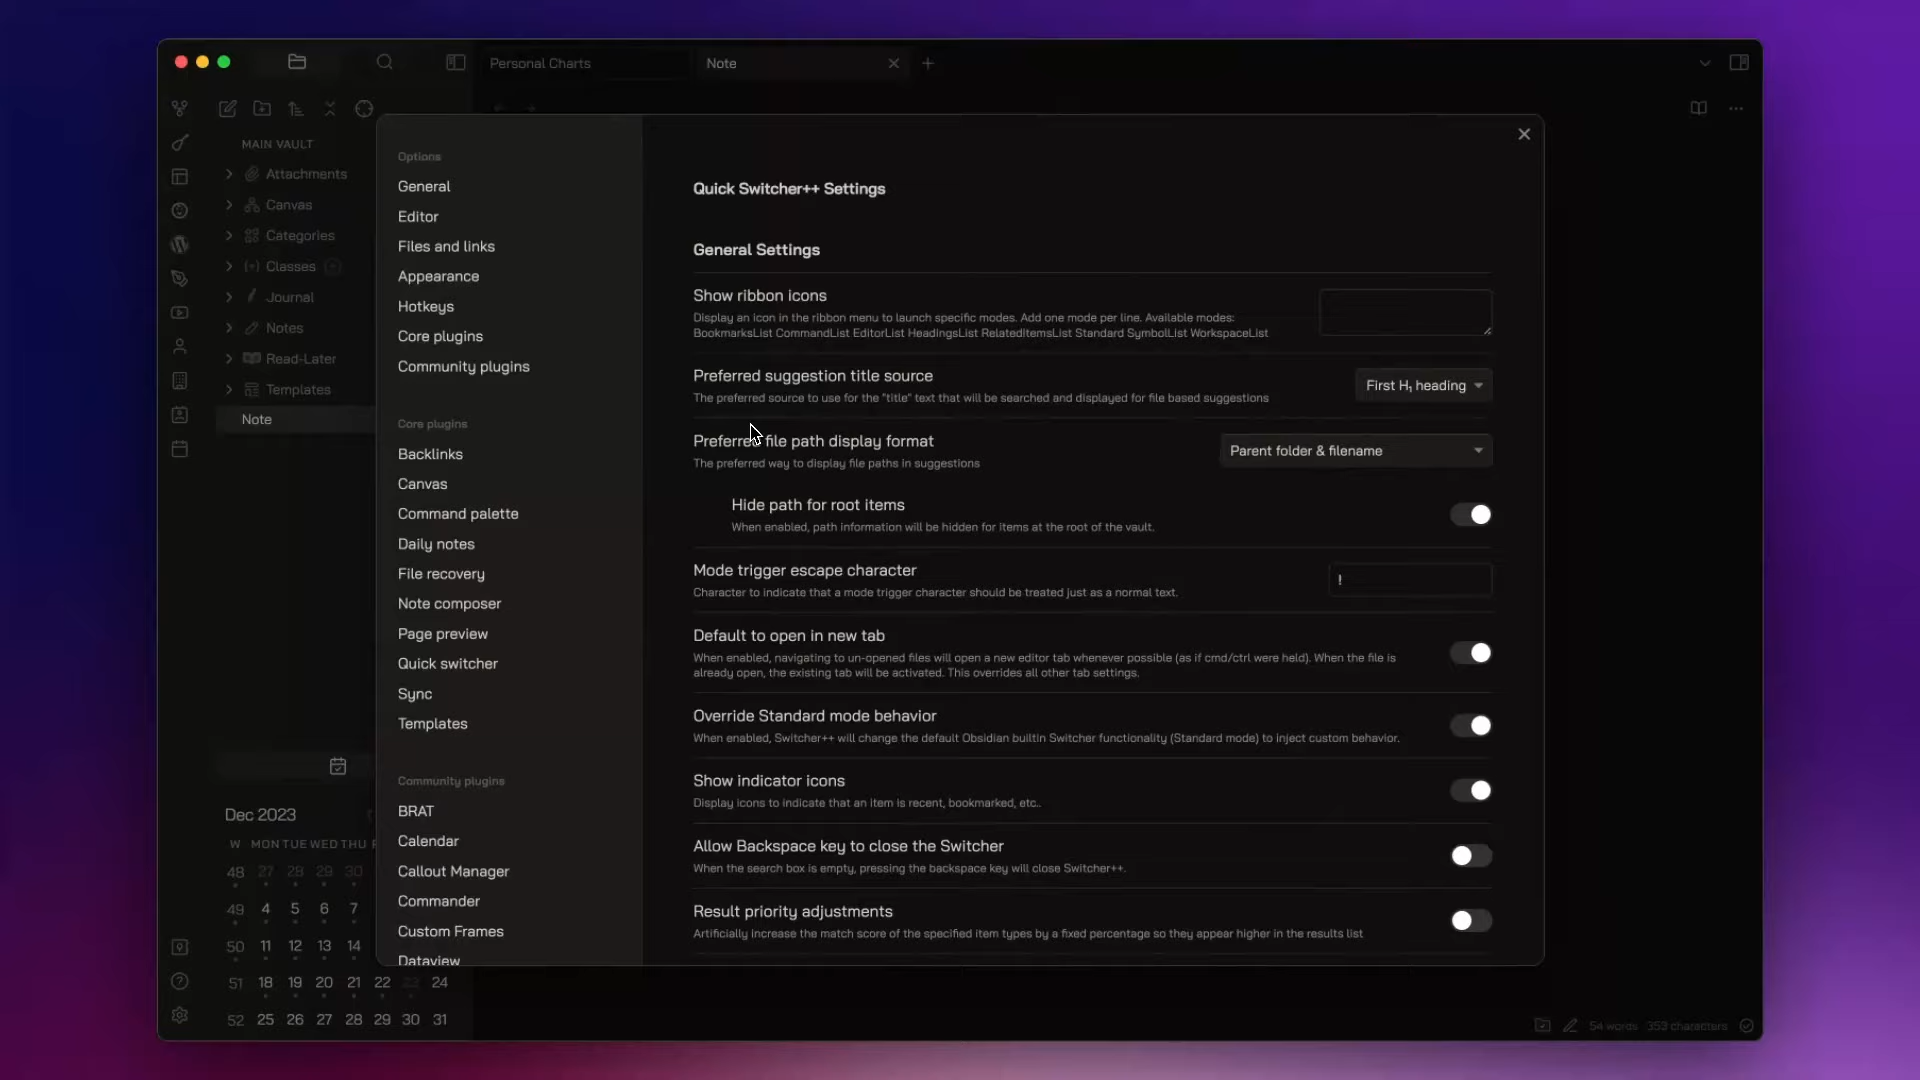 Personal Charts
Note
MAIN VAULT
Attachments
Canvas
Categories
Classes
Journal
Notes
Read-Later
Templates
Note
Dec 2023
W MON TUE WED THU F
48 27 28 29 30
49 4 5 6 7
50 11 12 13 14
51 18 19 20 21 22 23 24
52 25 26 27 28 29 30 31
Options
General
Editor
Files and links
Appearance
Hotkeys
Core plugins
Community plugins
Core plugins
Backlinks
Canvas
Command palette
Daily notes
File recovery
Note composer
Page preview
Quick switcher
Sync
Templates
Community plugins
BRAT
Calendar
Callout Manager
Commander
Custom Frames
Dataview
Quick Switcher++ Settings
General Settings
Show ribbon icons
Display an icon in the ribbon menu to launch specific modes. Add one mode per line. Available modes:
BookmarksList CommandList EditorList HeadingsList RelatedItemsList Standard SymbolList WorkspaceList
Preferred suggestion title source
First H₁ heading
The preferred source to use for the "title" text that will be searched and displayed for file based suggestions
Preferred file path display format
Parent folder & filename
The preferred way to display file paths in suggestions
Hide path for root items
When enabled, path information will be hidden for items at the root of the vault.
Mode trigger escape character
!
Character to indicate that a mode trigger character should be treated just as a normal text.
Default to open in new tab
When enabled, navigating to un-opened files will open a new editor tab whenever possible (as if cmd/ctrl were held). When the file is
already open, the existing tab will be activated. This overrides all other tab settings.
Override Standard mode behavior
When enabled, Switcher++ will change the default Obsidian builtin Switcher functionality (Standard mode) to inject custom behavior.
Show indicator icons
Display icons to indicate that an item is recent, bookmarked, etc..
Allow Backspace key to close the Switcher
When the search box is empty, pressing the backspace key will close Switcher++.
Result priority adjustments
Artificially increase the match score of the specified item types by a fixed percentage so they appear higher in the results list
54 words 353 characters